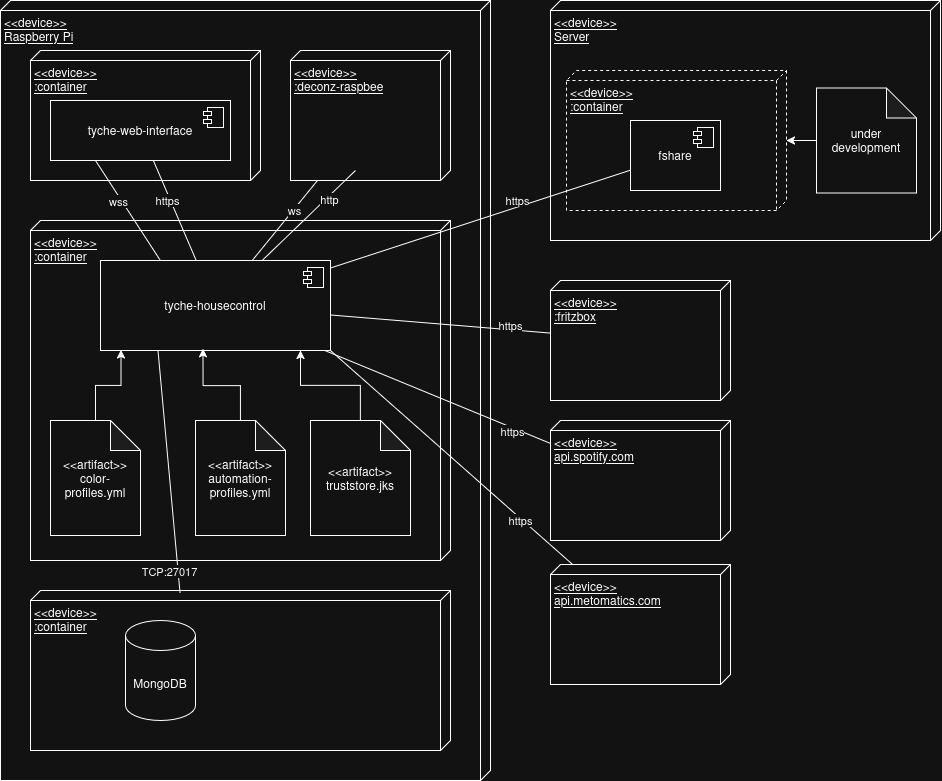 <<device>>
Raspberry Pi
<<device>>
:container
tyche-web-interface
<<device>>
:deconz-raspbee
wss
https
ws
http
<<device>>
:container
tyche-housecontrol
<<artifact>>
color-
profiles.yml
<<artifact>>
automation-
profiles.yml
<<artifact>>
truststore.jks
TCP:27017
<<device>>
:container
MongoDB
<<device>>
Server
<<device>>
:container
fshare
under
development
https
<<device>>
:fritzbox
https
<<device>>
api.spotify.com
https
<<device>>
api.metomatics.com
https